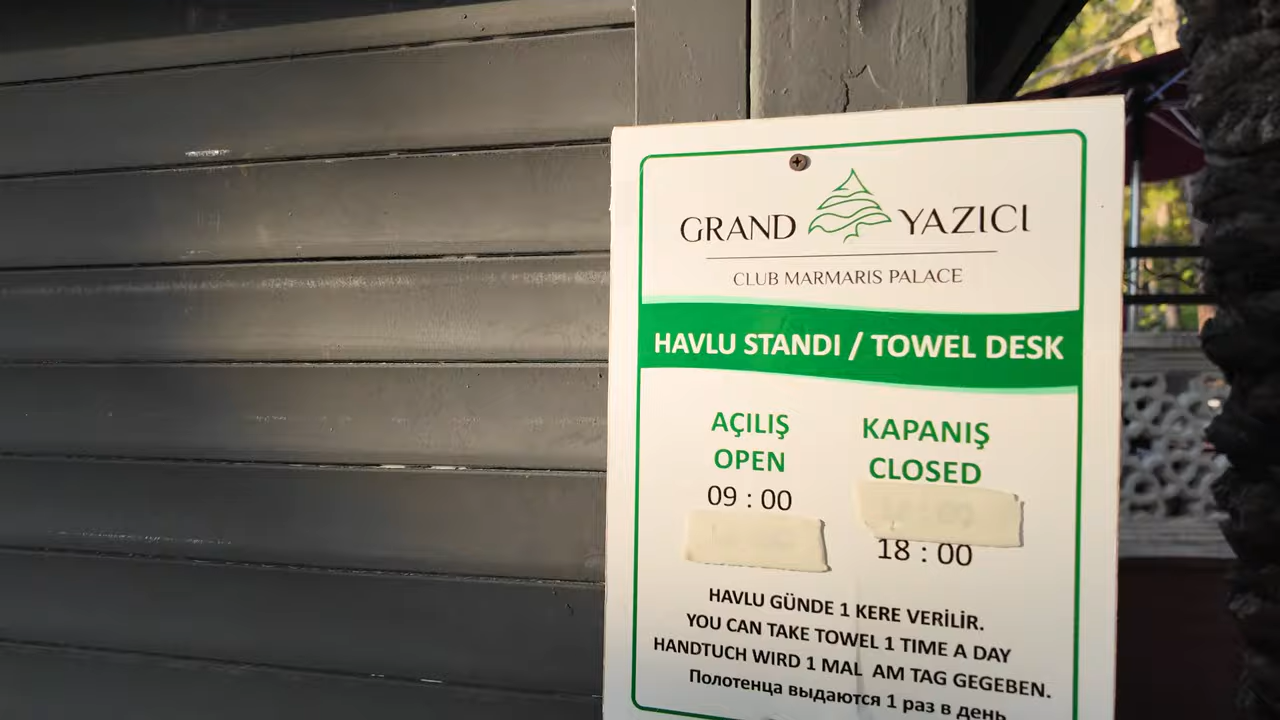 GRAND YAZICI
CLUB MARMARIS PALACE
HAVLU STANDI / TOWEL DESK
AÇILIŞ KAPANIŞ
OPEN CLOSED
09 : 00
18 : 00
HAVLU GÜNDE 1 KERE VERİLİR.
YOU CAN TAKE TOWEL 1 TIME A DAY
HANDTUCH WIRD 1 MAL AM TAG GEGEBEN.
Полотенца выдаются 1 раз в день